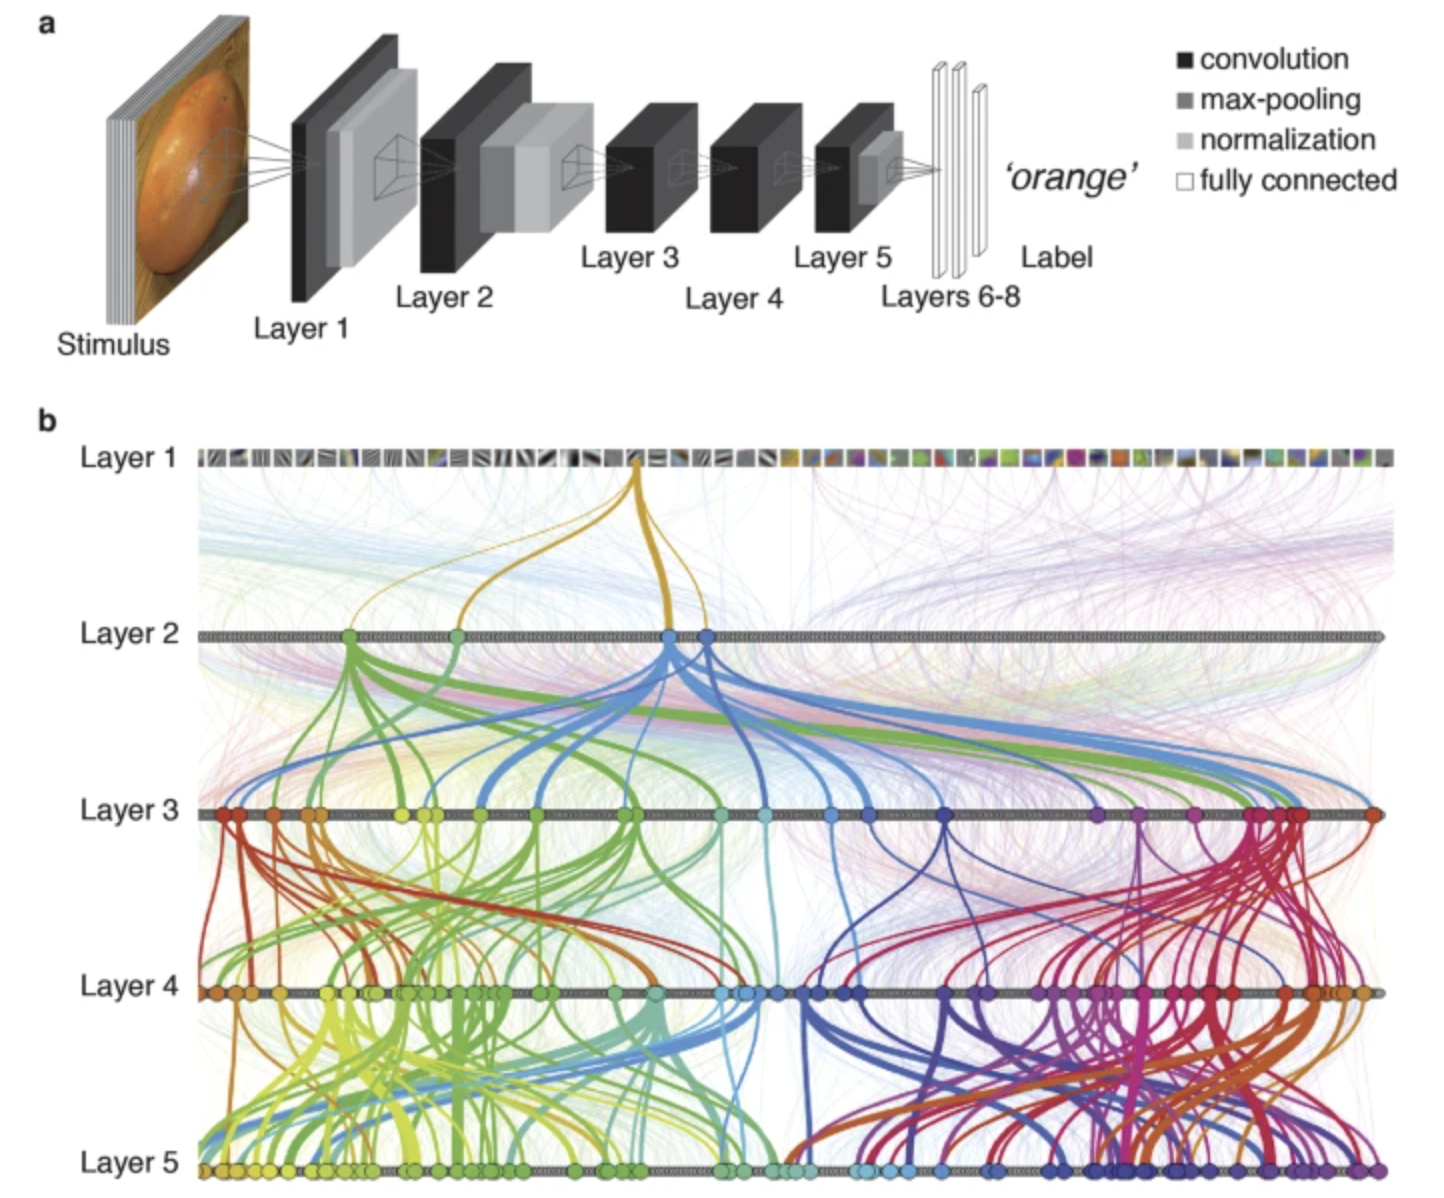 a
convolution
max-pooling
normalization
fully connected
‘orange’
Layer 3
Layer 5
Label
Layer 2
Layer 4
Layers 6-8
Layer 1
Stimulus
b
Layer 1
Layer 2
Layer 3
Layer 4
Layer 5